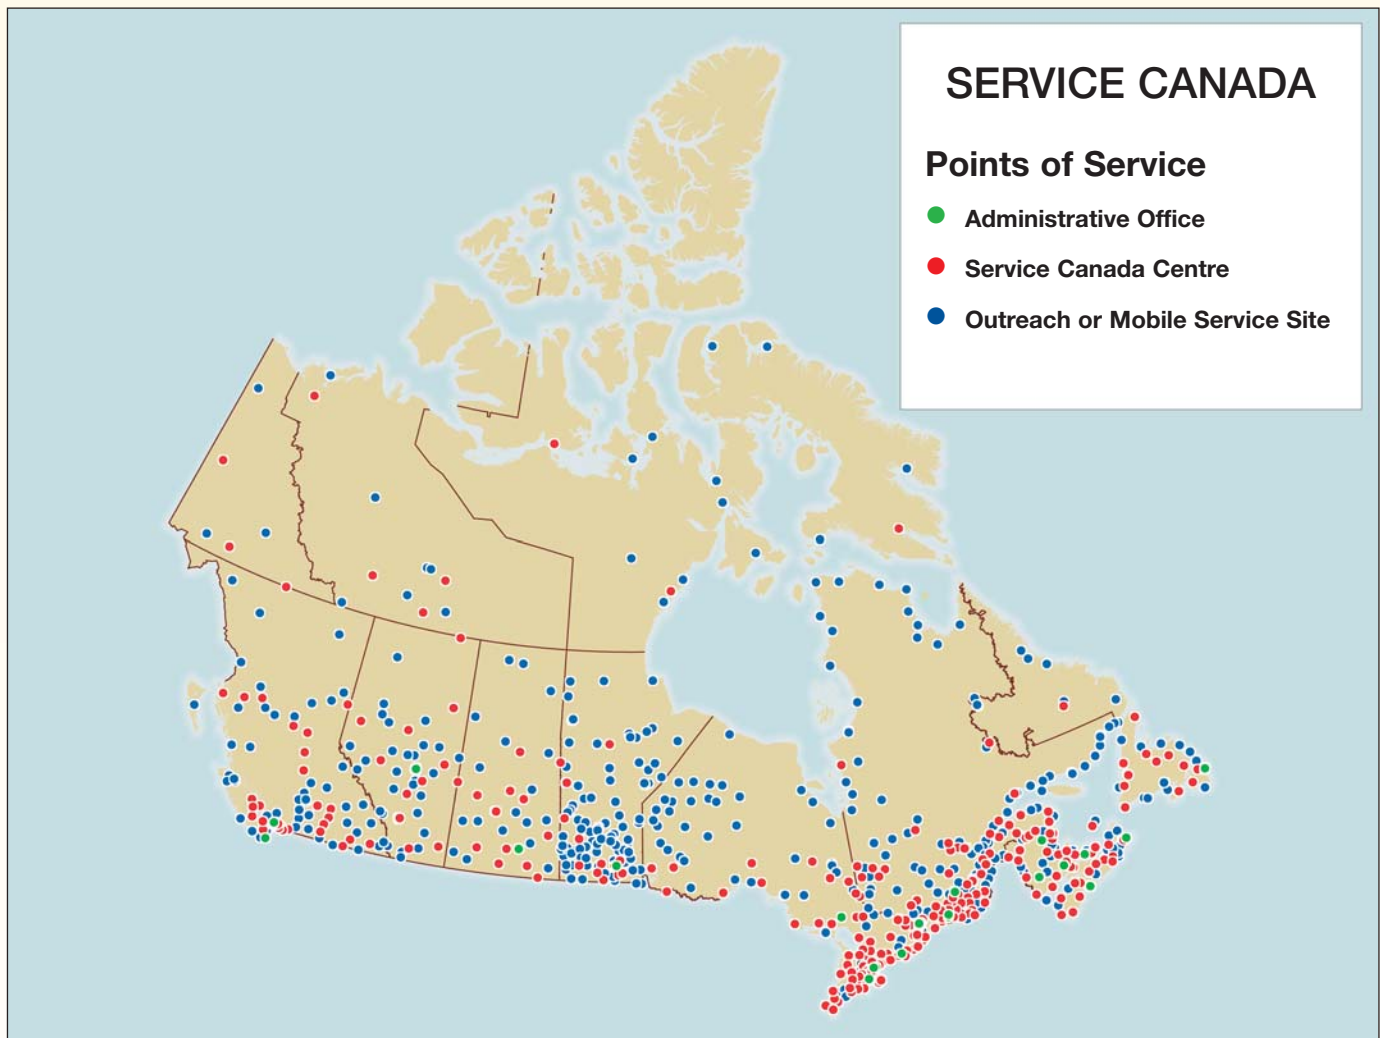 SERVICE CANADA
Points of Service
Administrative Office
Service Canada Centre
Outreach or Mobile Service Site